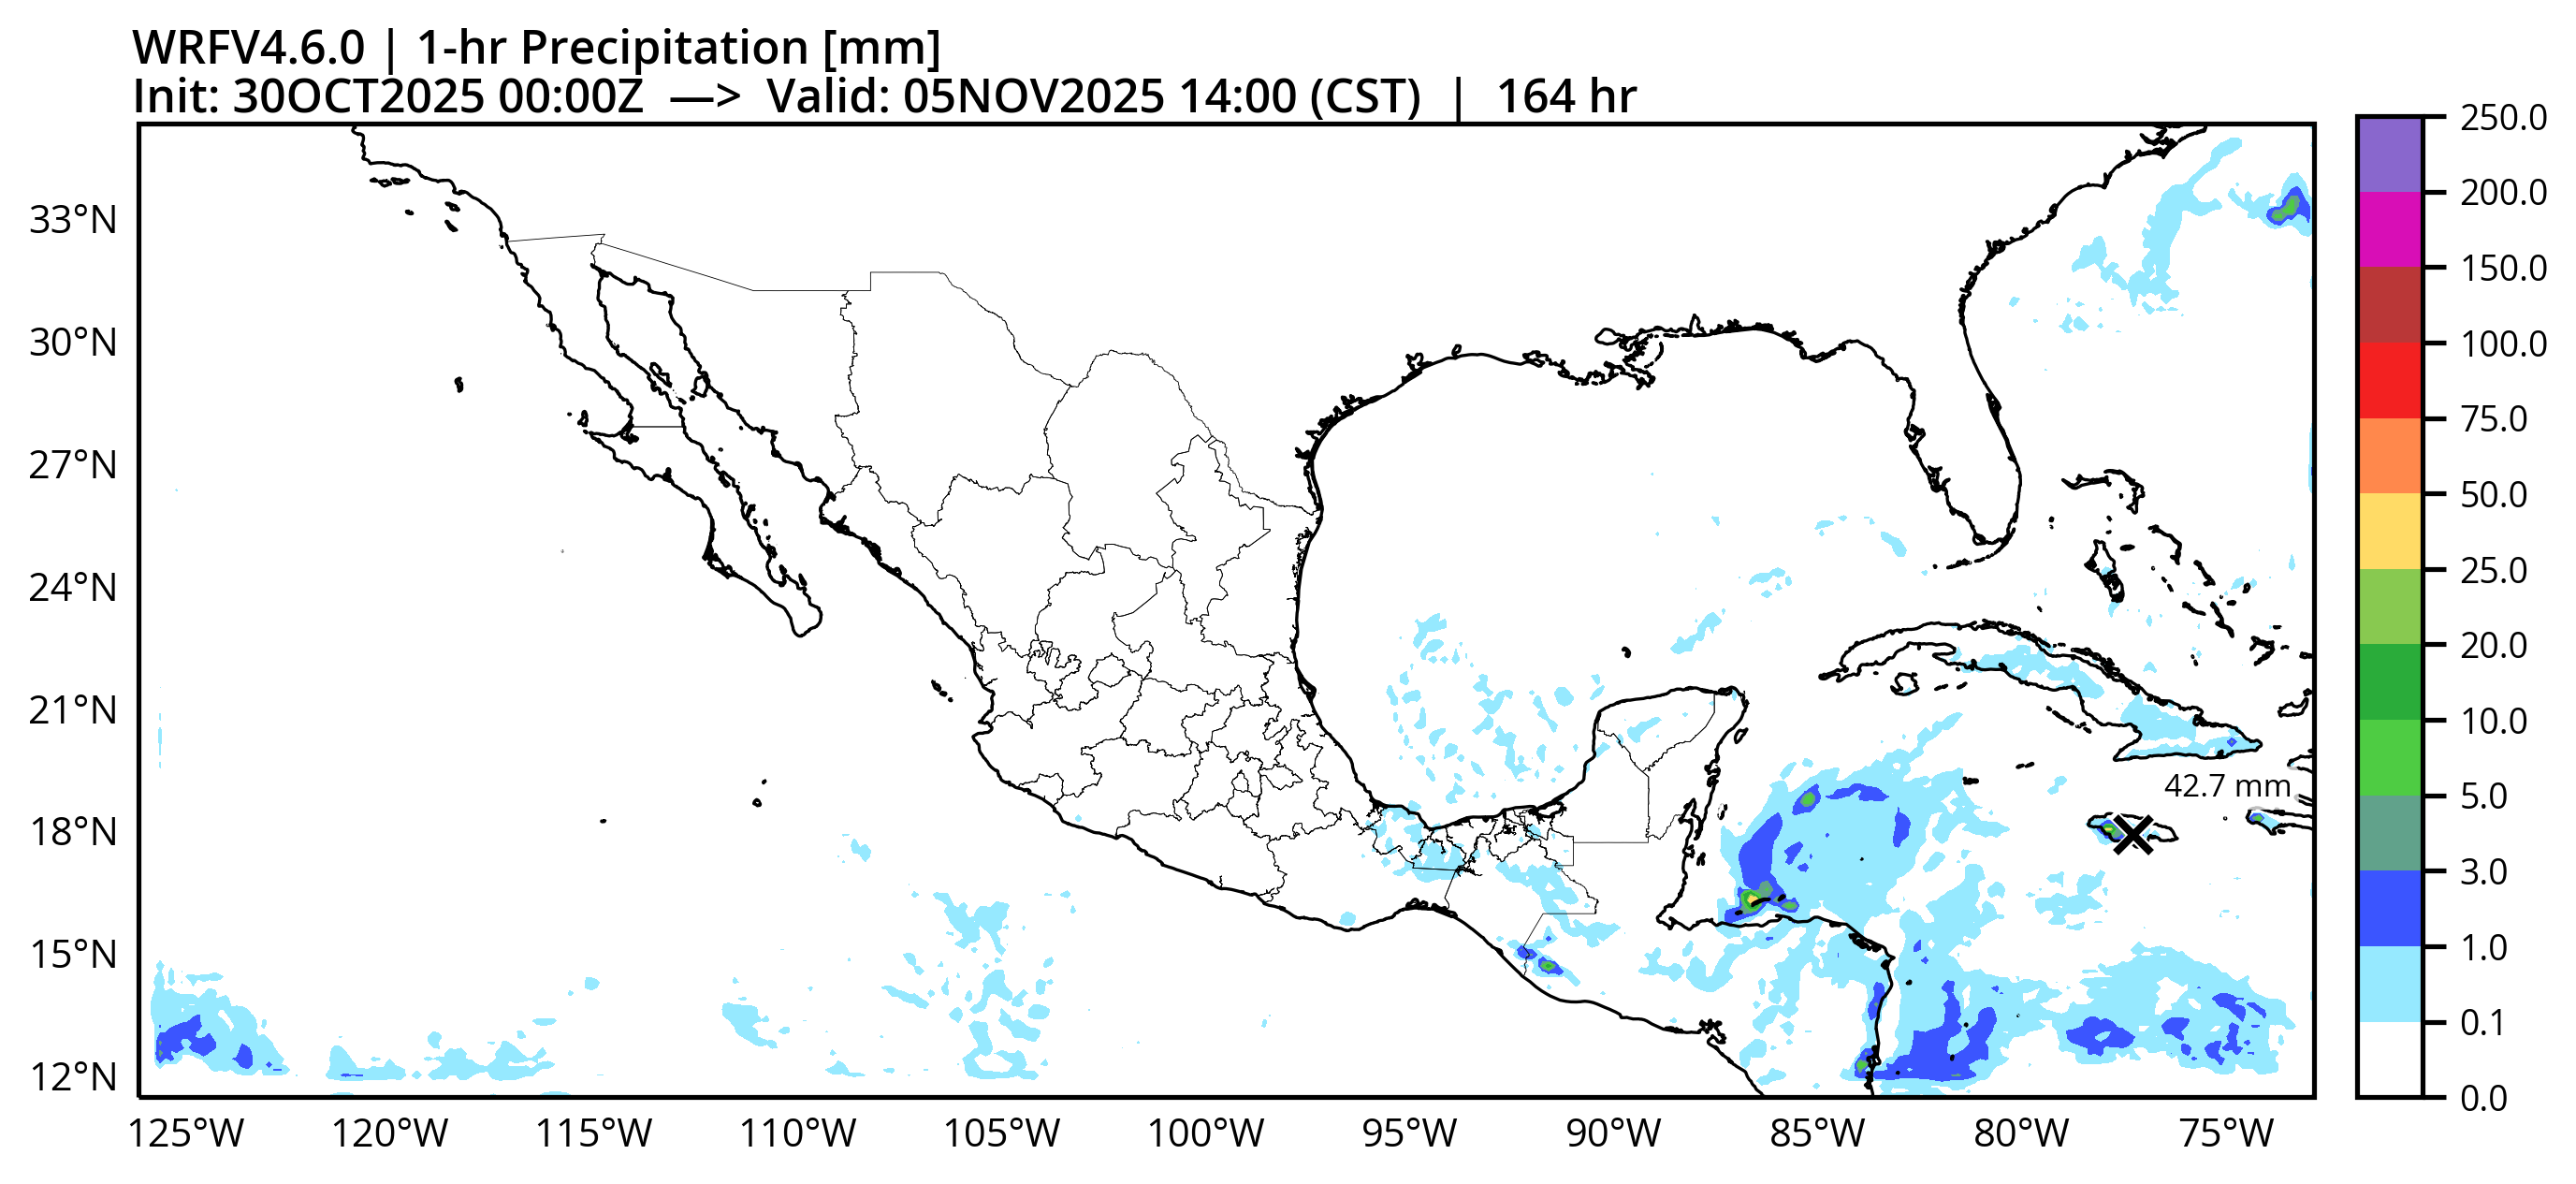 WRFV4.6.0 | 1-hr Precipitation [mm]
Init: 30OCT2025 00:00Z —> Valid: 05NOV2025 14:00 (CST) | 164 hr
250.0
200.0
150.0
100.0
75.0
50.0
25.0
20.0
10.0
5.0
3.0
1.0
0.1
0.0
33°N
30°N
27°N
24°N
21°N
18°N
15°N
12°N
42.7 mm
125°W 120°W 115°W 110°W 105°W 100°W 95°W 90°W 85°W 80°W 75°W